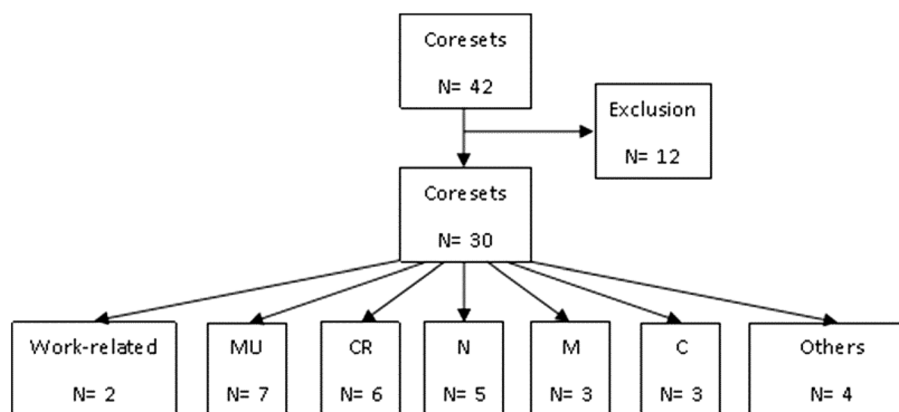 Coresets
N= 42
Exclusion
N= 12
Coresets
N= 30
Work-related
N= 2
MU
N= 7
CR
N= 6
N
N= 5
M
N= 3
C
N= 3
Others
N= 4